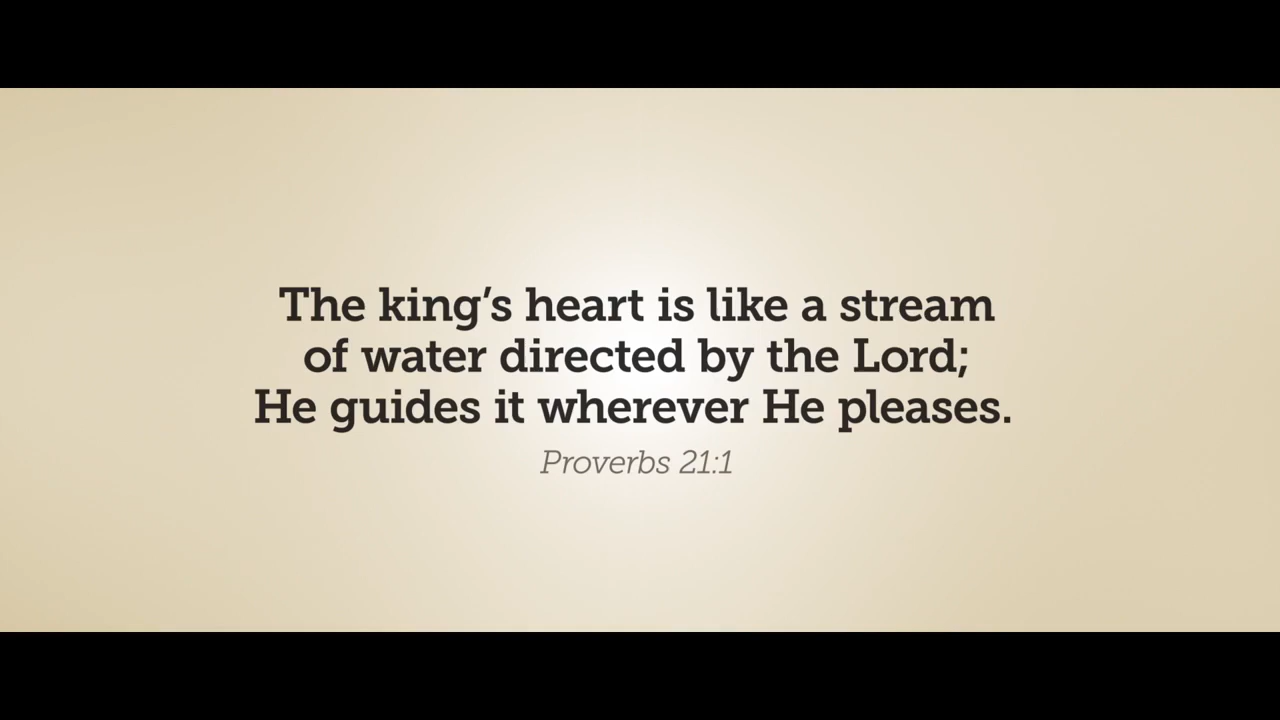 The king’s heart is like a stream
of water directed by the Lord;
He guides it wherever He pleases.
Proverbs 21:1